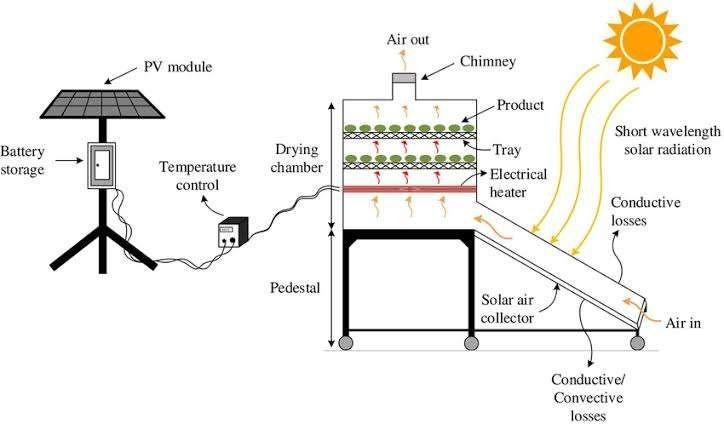 Air out
Chimney
PV module
Product
Short wavelength
solar radiation
Battery
storage
Temperature
control
Drying
chamber
Tray
Electrical
heater
Conductive
losses
Pedestal
Solar air
collector
Air in
Conductive/
Convective
losses